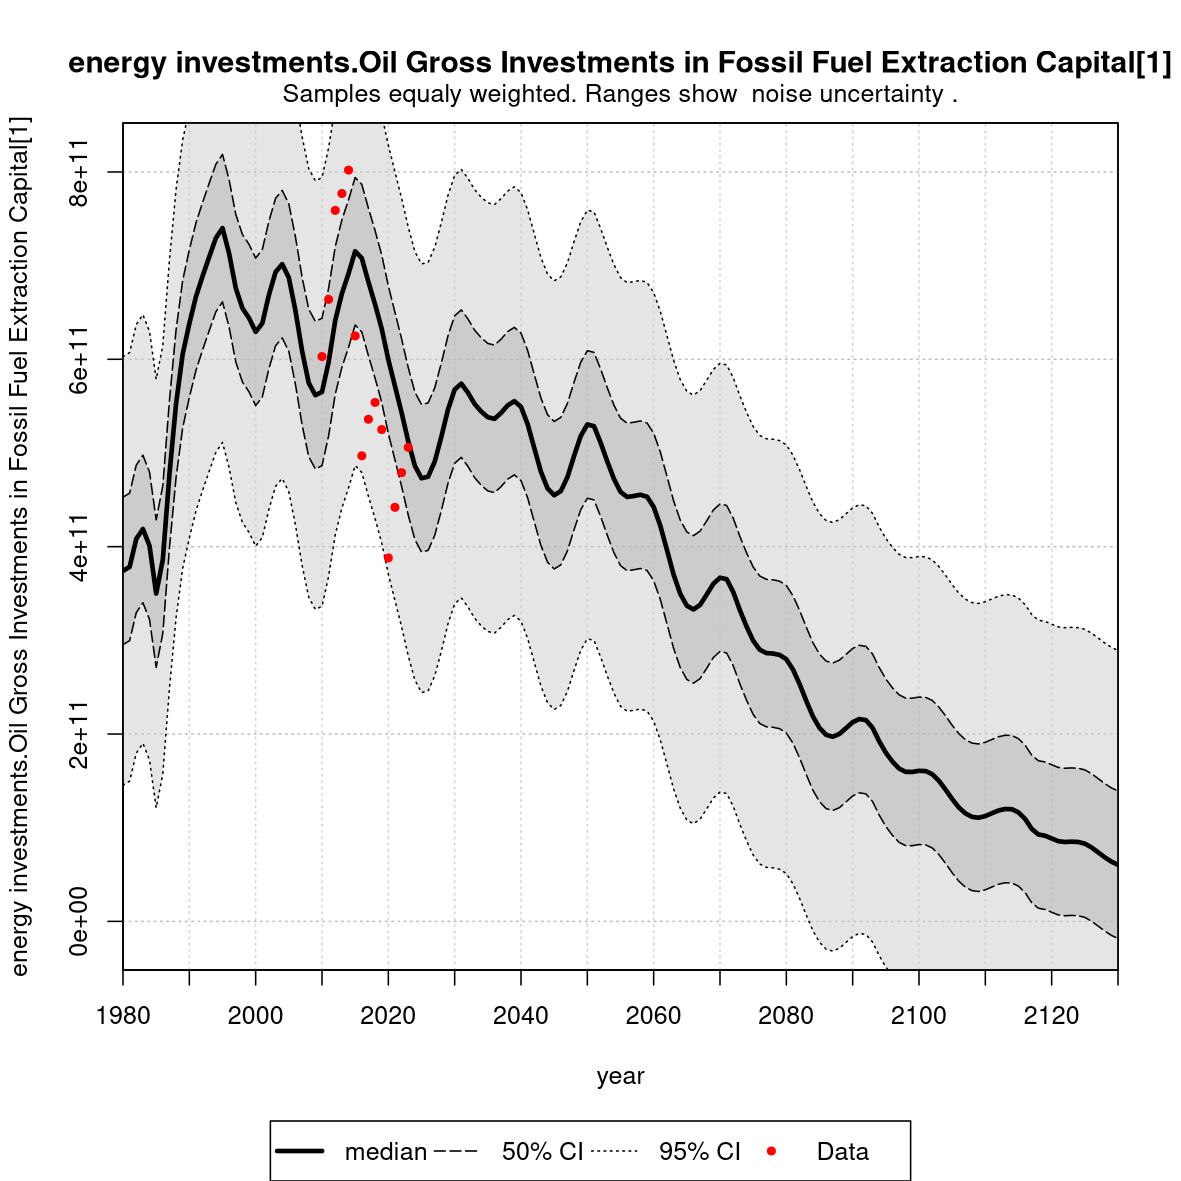 energy investments.Oil Gross Investments in Fossil Fuel Extraction Capital[1]
Samples equaly weighted. Ranges show  noise uncertainty .
energy investments.Oil Gross Investments in Fossil Fuel Extraction Capital[1]
8e+11
6e+11
4e+11
2e+11
0e+00
1980 2000 2020 2040 2060 2080 2100 2120
year
median 50% CI 95% CI Data